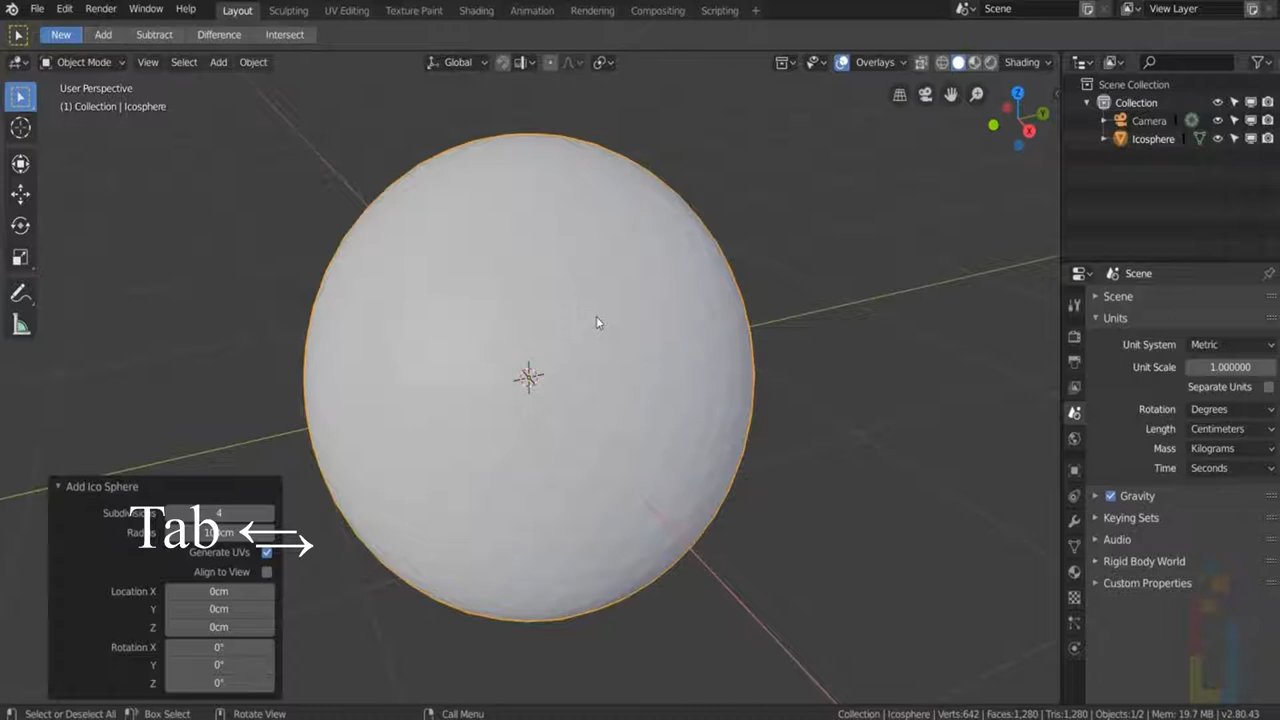 File Edit Render Window Help Layout Sculpting UV Editing Texture Paint Shading Animation Rendering Compositing Scripting + Scene View Layer
New Add Subtract Difference Intersect
Object Mode View Select Add Object Global Overlays Shading
User Perspective
(1) Collection | Icosphere
Z
Y
X
Scene Collection
Collection
Camera
Icosphere
Scene
Scene
Units
Unit System Metric
Unit Scale 1.000000
Separate Units
Rotation Degrees
Length Centimeters
Mass Kilograms
Time Seconds
Gravity
Keying Sets
Audio
Rigid Body World
Custom Properties
Add Ico Sphere
4
Tab
Generate UVs
Align to View
Location X 0cm
Y 0cm
Z 0cm
Rotation X 0°
Y 0°
Z 0°
Select or Deselect All Box Select Rotate View Call Menu Collection | Icosphere | Verts:642 | Faces:1,280 | Tris:1,280 | Objects:1/2 | Mem: 19.7 MB | v2.80.43